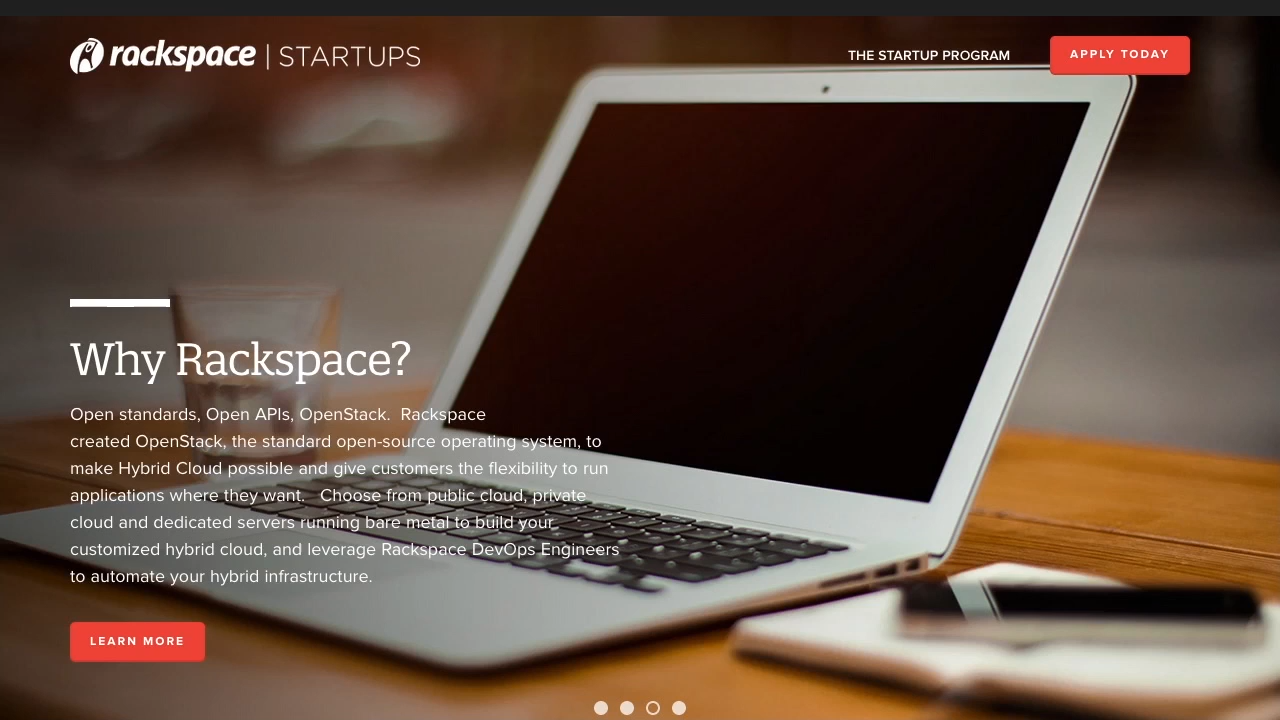 rackspace | STARTUPS
THE STARTUP PROGRAM
APPLY TODAY
Why Rackspace?
Open standards, Open APIs, OpenStack.  Rackspace
created OpenStack, the standard open-source operating system, to
make Hybrid Cloud possible and give customers the flexibility to run
applications where they want.   Choose from public cloud, private
cloud and dedicated servers running bare metal to build your
customized hybrid cloud, and leverage Rackspace DevOps Engineers
to automate your hybrid infrastructure.
LEARN MORE